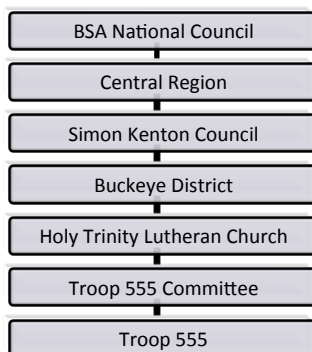 BSA National Council
Central Region
Simon Kenton Council
Buckeye District
Holy Trinity Lutheran Church
Troop 555 Committee
Troop 555